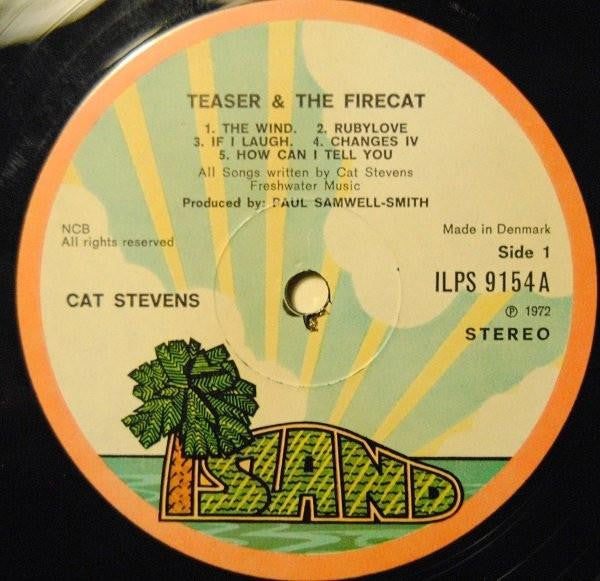 TEASER & THE FIRECAT
1. THE WIND. 2. RUBYLOVE
3. IF I LAUGH. 4. CHANGES IV
5. HOW CAN I TELL YOU
All Songs written by Cat Stevens
Freshwater Music
Produced by: PAUL SAMWELL-SMITH
NCB
All rights reserved
Made in Denmark
Side 1
ILPS 9154 A
CAT STEVENS
℗ 1972
STEREO
ISLAND